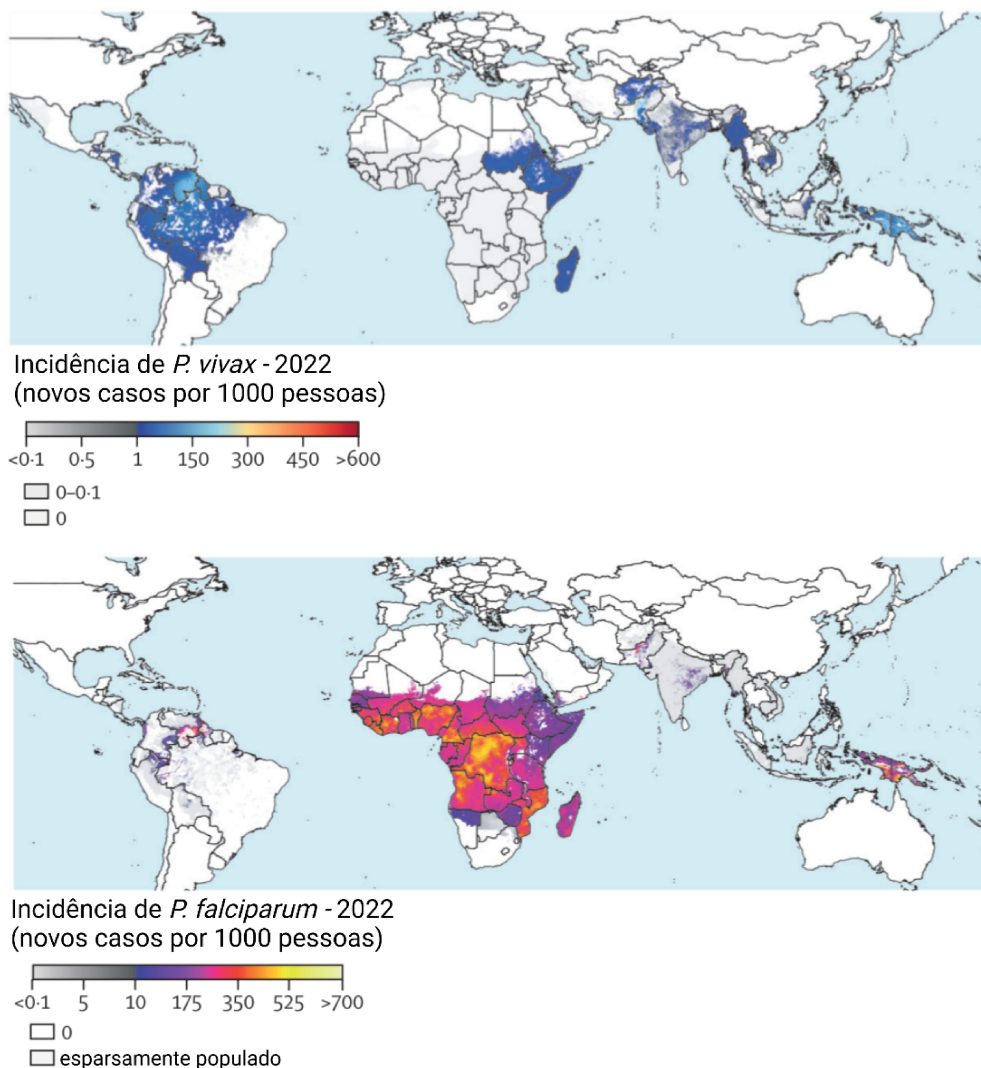 Incidência de P. vivax - 2022
(novos casos por 1000 pessoas)
<0·1 0·5 1 150 300 450 >600
0–0·1
0
Incidência de P. falciparum - 2022
(novos casos por 1000 pessoas)
<0·1 5 10 175 350 525 >700
0
esparsamente populado